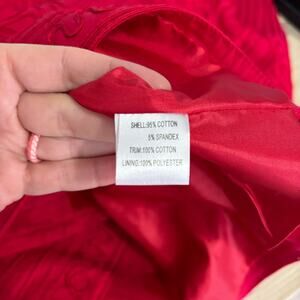 SHELL:95% COTTON
5% SPANDEX
TRIM:100% COTTON
LINING:100% POLYESTER